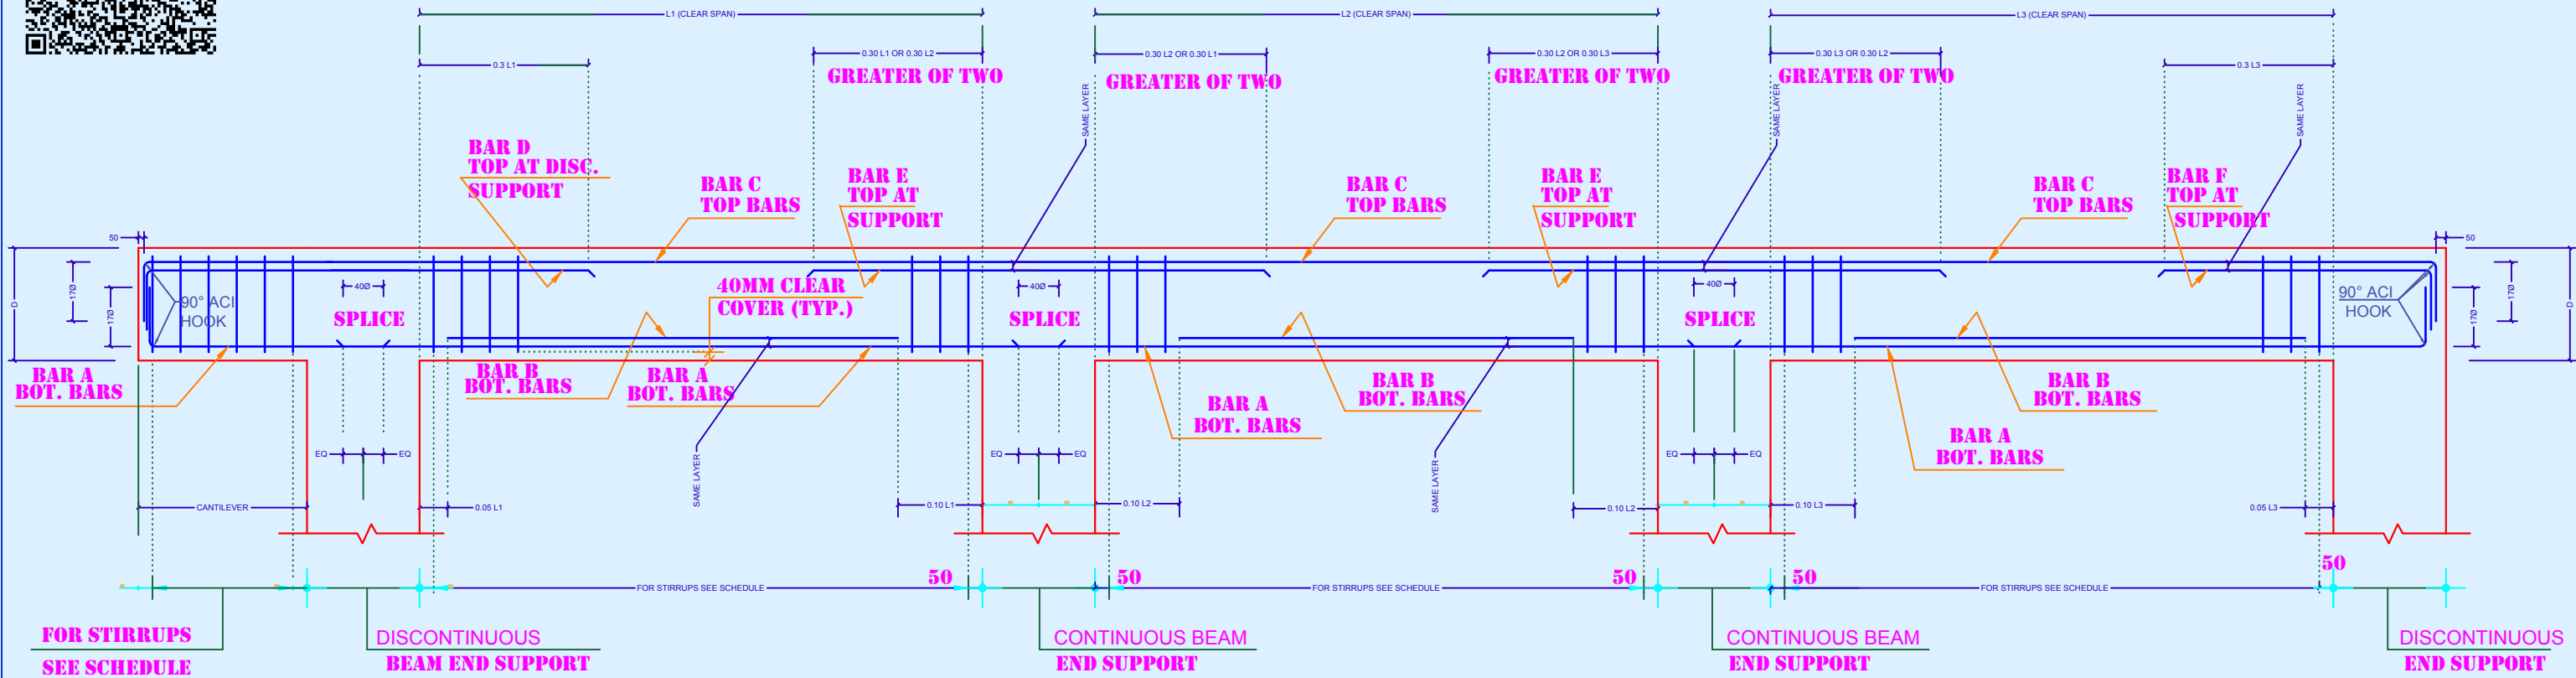 L1 (CLEAR SPAN)
L2 (CLEAR SPAN)
L3 (CLEAR SPAN)
0.3 L1
0.30 L1 OR 0.30 L2
GREATER OF TWO
0.30 L2 OR 0.30 L1
GREATER OF TWO
0.30 L2 OR 0.30 L3
GREATER OF TWO
0.30 L3 OR 0.30 L2
GREATER OF TWO
0.3 L3
SAME LAYER
SAME LAYER
SAME LAYER
BAR D
TOP AT DISC.
SUPPORT
BAR C
TOP BARS
BAR E
TOP AT
SUPPORT
BAR C
TOP BARS
BAR E
TOP AT
SUPPORT
BAR C
TOP BARS
BAR F
TOP AT
SUPPORT
50
50
D
17Ø
17Ø
90° ACI
HOOK
40Ø
SPLICE
40MM CLEAR
COVER (TYP.)
40Ø
SPLICE
40Ø
SPLICE
90° ACI
HOOK
17Ø
17Ø
D
BAR A
BOT. BARS
BAR B
BOT. BARS
BAR A
BOT. BARS
BAR A
BOT. BARS
BAR B
BOT. BARS
BAR A
BOT. BARS
BAR B
BOT. BARS
EQ
EQ
EQ
EQ
EQ
EQ
SAME LAYER
SAME LAYER
CANTILEVER
0.05 L1
0.10 L1
0.10 L2
0.10 L2
0.10 L3
0.05 L3
FOR STIRRUPS SEE SCHEDULE
50
50
FOR STIRRUPS SEE SCHEDULE
50
50
FOR STIRRUPS SEE SCHEDULE
50
FOR STIRRUPS
SEE SCHEDULE
DISCONTINUOUS
BEAM END SUPPORT
CONTINUOUS BEAM
END SUPPORT
CONTINUOUS BEAM
END SUPPORT
DISCONTINUOUS
END SUPPORT